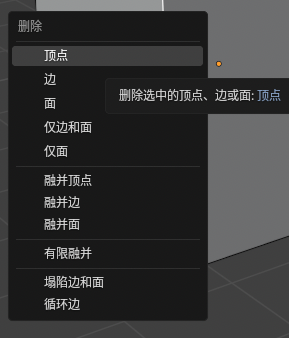 删除
顶点
边
面
仅边和面
仅面
融并顶点
融并边
融并面
有限融并
塌陷边和面
循环边
删除选中的顶点、边或面: 顶点